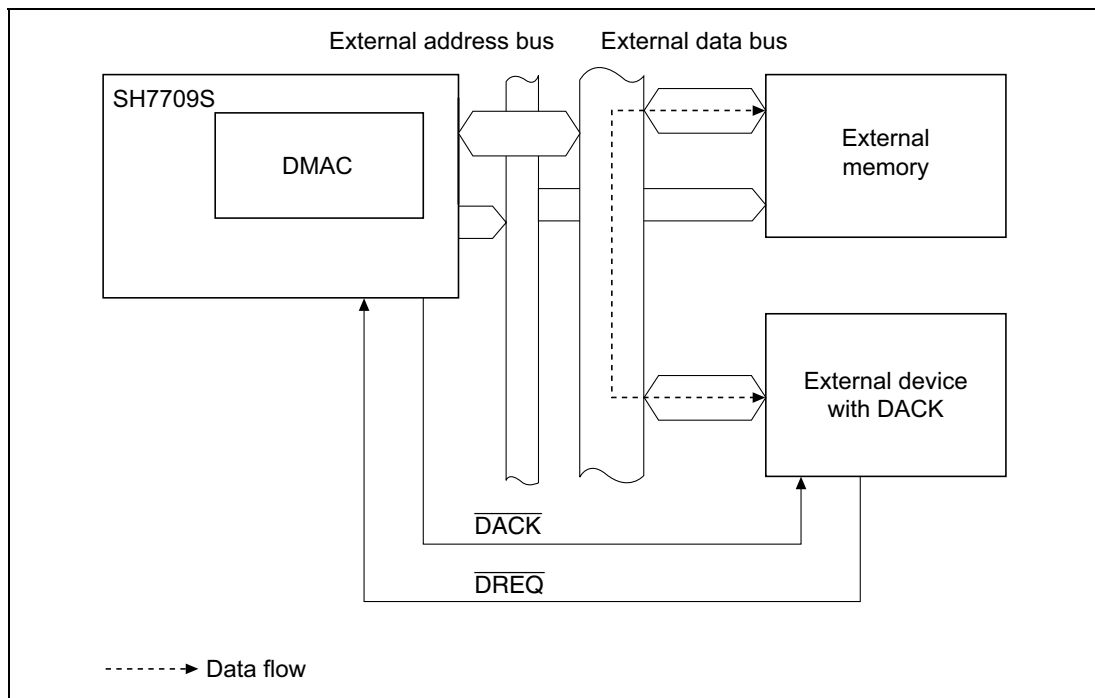 External address bus
External data bus
SH7709S
DMAC
External
memory
External device
with DACK
DACK
DREQ
Data flow